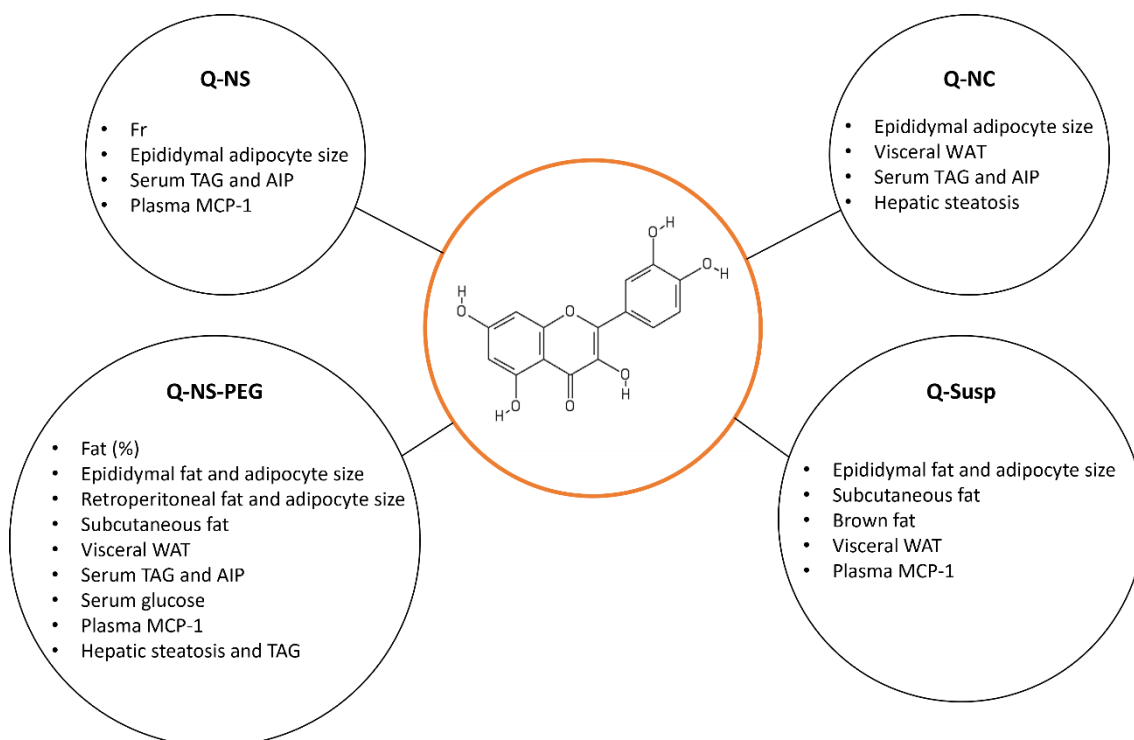 Q-NS
• Fr
• Epididymal adipocyte size
• Serum TAG and AIP
• Plasma MCP-1
Q-NC
• Epididymal adipocyte size
• Visceral WAT
• Serum TAG and AIP
• Hepatic steatosis
H
O
O
H
H
O
O
O
H
O
O
H
Q-NS-PEG
• Fat (%)
• Epididymal fat and adipocyte size
• Retroperitoneal fat and adipocyte size
• Subcutaneous fat
• Visceral WAT
• Serum TAG and AIP
• Serum glucose
• Plasma MCP-1
• Hepatic steatosis and TAG
Q-Susp
• Epididymal fat and adipocyte size
• Subcutaneous fat
• Brown fat
• Visceral WAT
• Plasma MCP-1